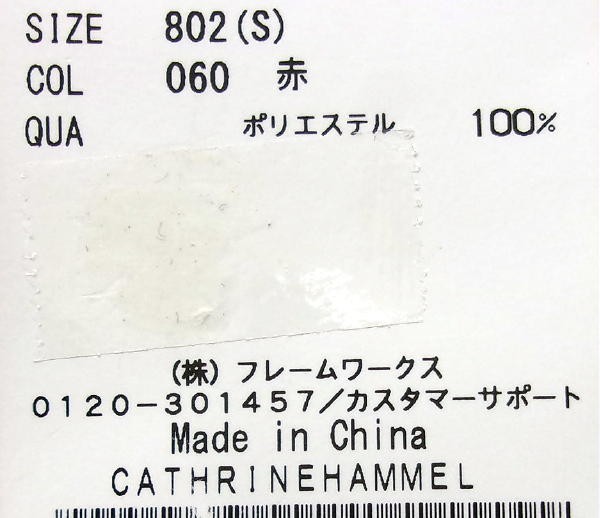 SIZE 802(S)
COL 060 赤
QUA ポリエステル 100%
(株) フレームワークス
0120-301457/カスタマーサポート
Made in China
CATHRINEHAMMEL